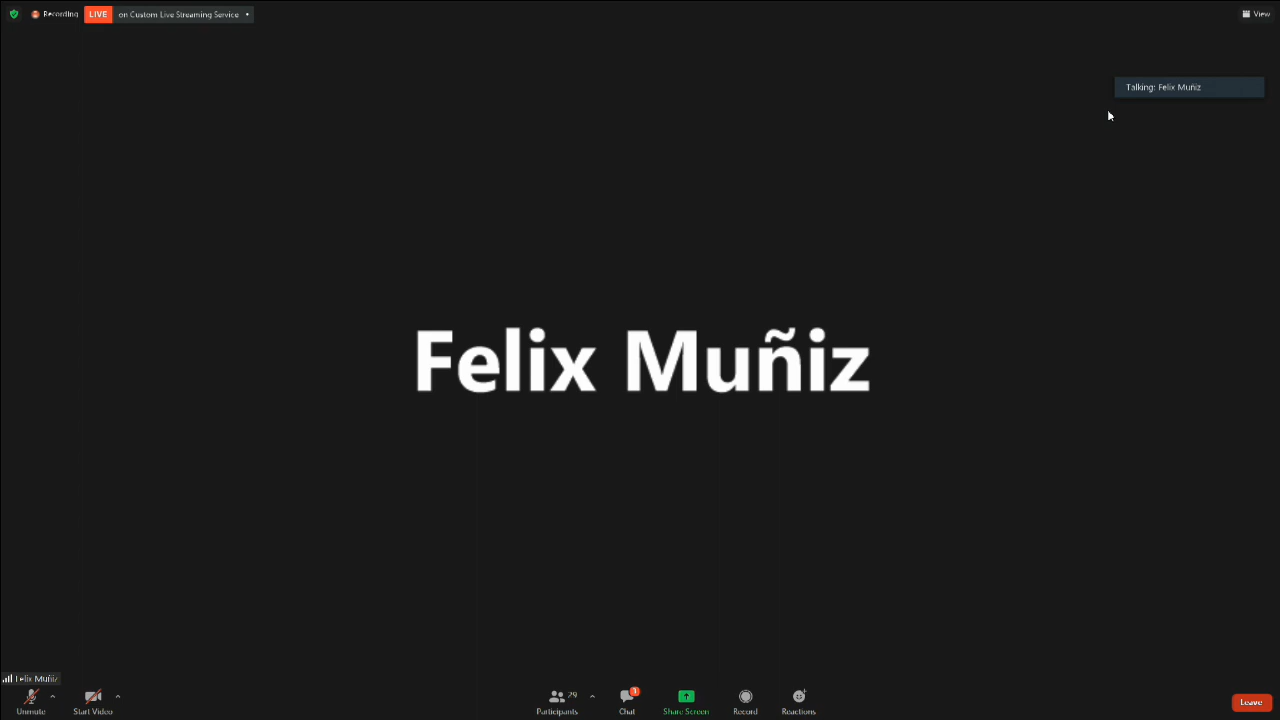 Recording LIVE on Custom Live Streaming Service View
Talking: Felix Muñiz
Felix Muñiz
Felix Muñiz
29 1
Unmute Start Video Participants Chat Share Screen Record Reactions Leave